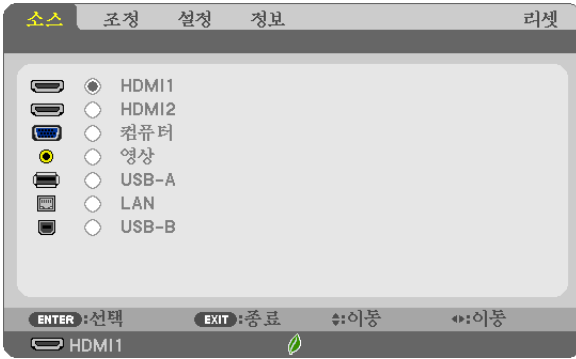 소스 조정 설정 정보 리셋
HDMI1
HDMI2
컴퓨터
영상
USB-A
LAN
USB-B
ENTER :선택 EXIT :종료 :이동 :이동
HDMI1